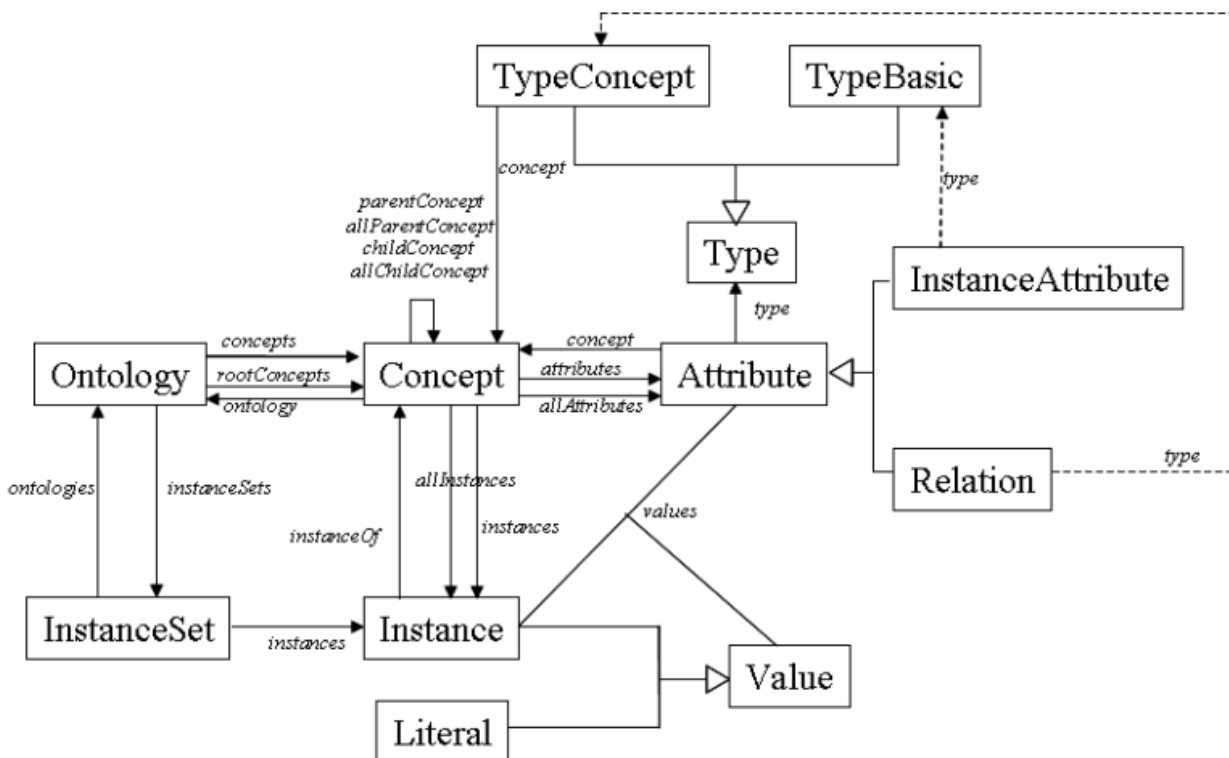 TypeConcept
TypeBasic
concept
type
parentConcept
allParentConcept
childConcept
allChildConcept
Type
InstanceAttribute
type
concepts
concept
Ontology
rootConcepts
Concept
attributes
Attribute
ontology
allAttributes
type
Relation
ontologies
instanceSets
allInstances
values
instanceOf
instances
InstanceSet
instances
Instance
Value
Literal